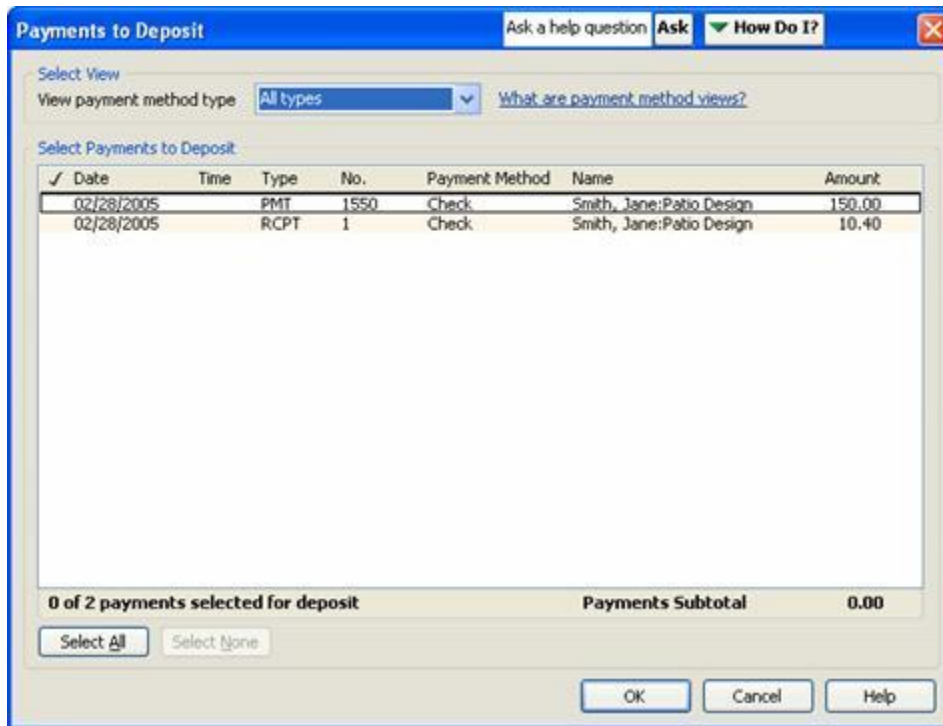 Payments to Deposit Ask a help question Ask How Do I?
Select View
View payment method type All types What are payment method views?
Select Payments to Deposit
✓ Date Time Type No. Payment Method Name Amount
02/28/2005 PMT 1550 Check Smith, Jane:Patio Design 150.00
02/28/2005 RCPT 1 Check Smith, Jane:Patio Design 10.40
0 of 2 payments selected for deposit Payments Subtotal 0.00
Select All Select None
OK Cancel Help